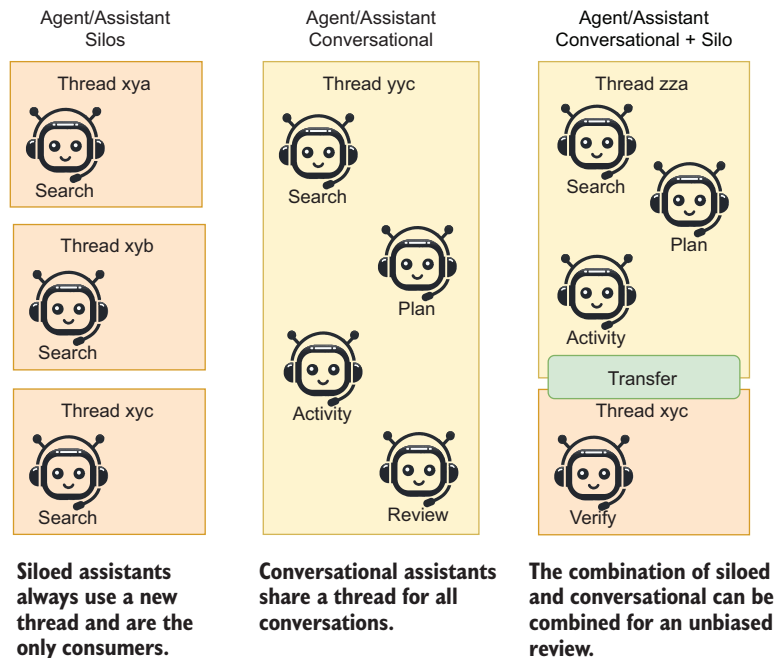 Agent/Assistant
Silos
Thread xya
Search
Thread xyb
Search
Thread xyc
Search
Siloed assistants
always use a new
thread and are the
only consumers.
Agent/Assistant
Conversational
Thread yyc
Search
Plan
Activity
Review
Conversational assistants
share a thread for all
conversations.
Agent/Assistant
Conversational + Silo
Thread zza
Search
Plan
Activity
Transfer
Thread xyc
Verify
The combination of siloed
and conversational can be
combined for an unbiased
review.